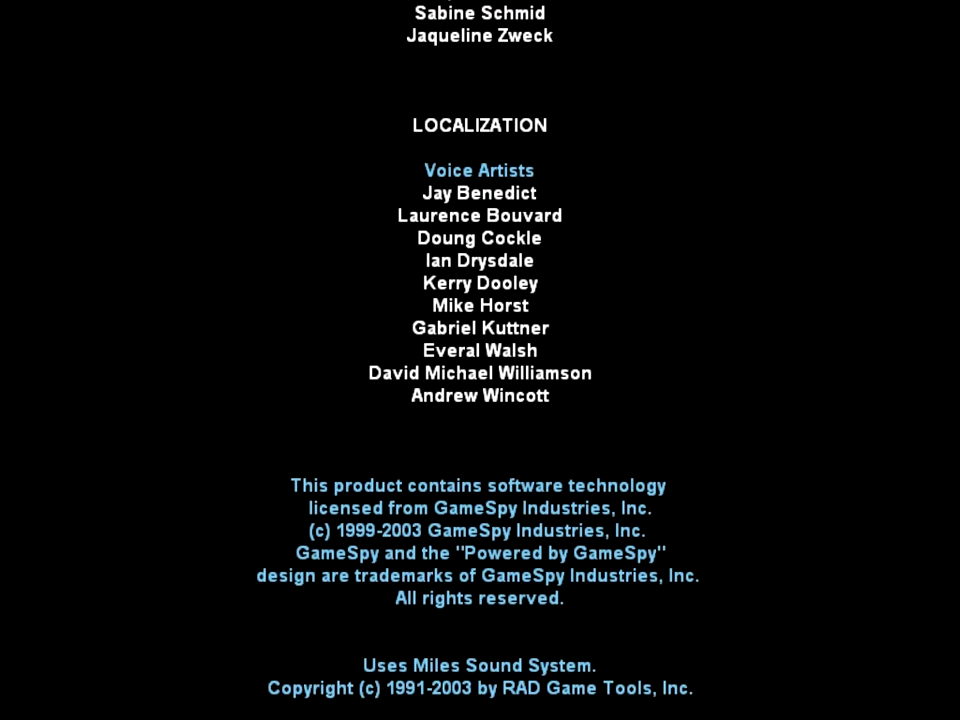 Sabine Schmid
Jaqueline Zweck
LOCALIZATION
Voice Artists
Jay Benedict
Laurence Bouvard
Doung Cockle
Ian Drysdale
Kerry Dooley
Mike Horst
Gabriel Kuttner
Everal Walsh
David Michael Williamson
Andrew Wincott
This product contains software technology
licensed from GameSpy Industries, Inc.
(c) 1999-2003 GameSpy Industries, Inc.
GameSpy and the "Powered by GameSpy"
design are trademarks of GameSpy Industries, Inc.
All rights reserved.
Uses Miles Sound System.
Copyright (c) 1991-2003 by RAD Game Tools, Inc.